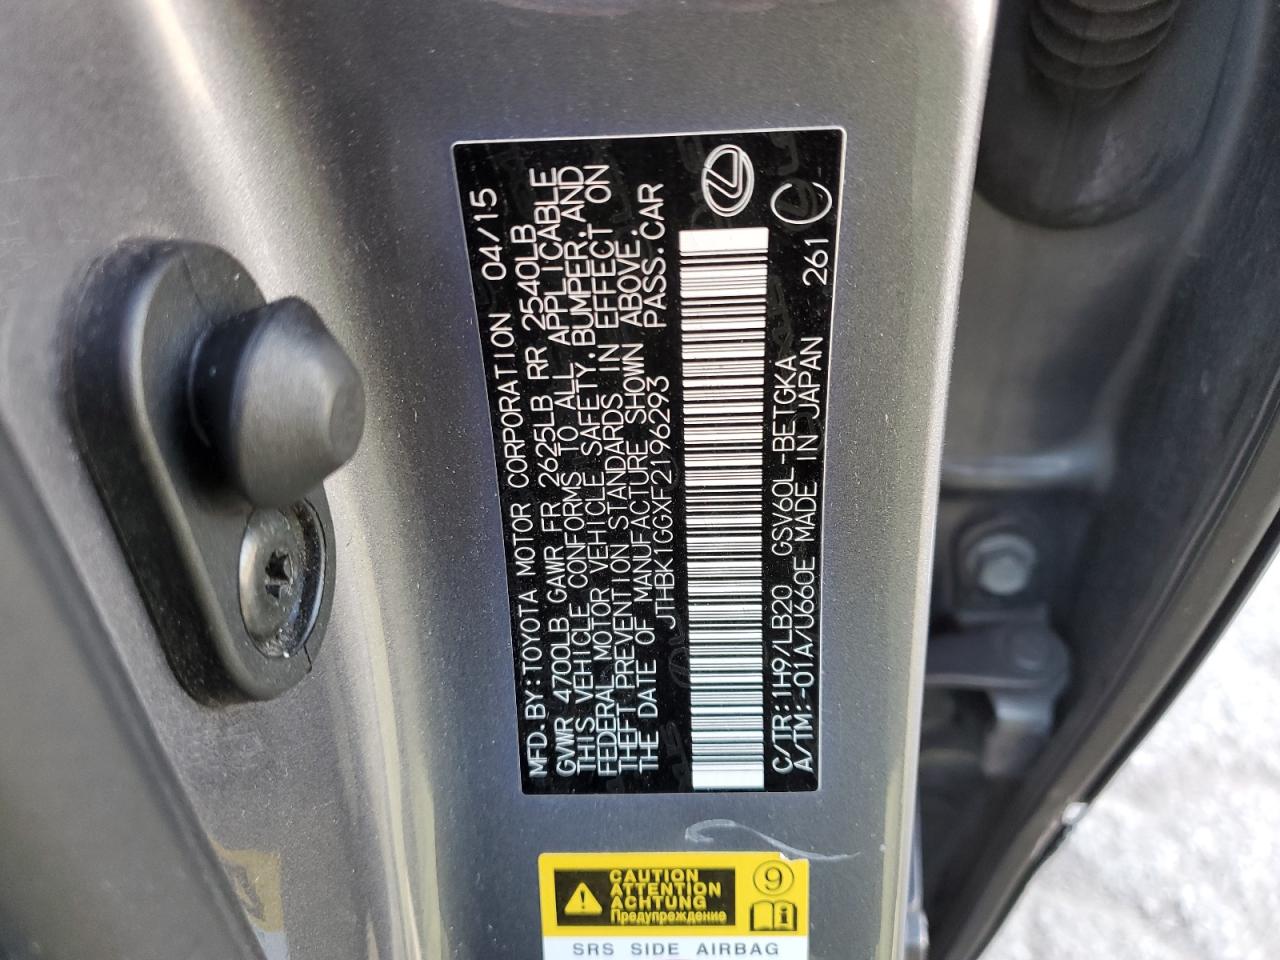 MFD.BY:TOYOTA MOTOR CORPORATION 04/15
GVWR 4700LB GAWR FR 2625LB RR 2540LB
THIS VEHICLE CONFORMS TO ALL APPLICABLE
FEDERAL MOTOR VEHICLE SAFETY,BUMPER,AND
THEFT PREVENTION STANDARDS IN EFFECT ON
THE DATE OF MANUFACTURE SHOWN ABOVE.
JTHBK1GGXF2196293 PASS.CAR
C/TR:1H9/LB20 GSV60L-BETGKA
A/TM:-01A/U660E MADE IN JAPAN 261 C
CAUTION
ATTENTION
ACHTUNG
Предупреждение
9
i
SRS SIDE AIRBAG